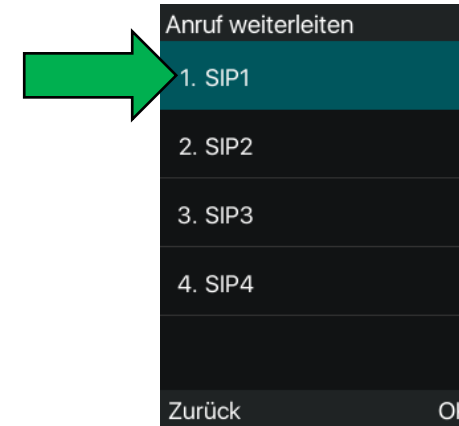 Anruf weiterleiten
1. SIP1
2. SIP2
3. SIP3
4. SIP4
Zurück